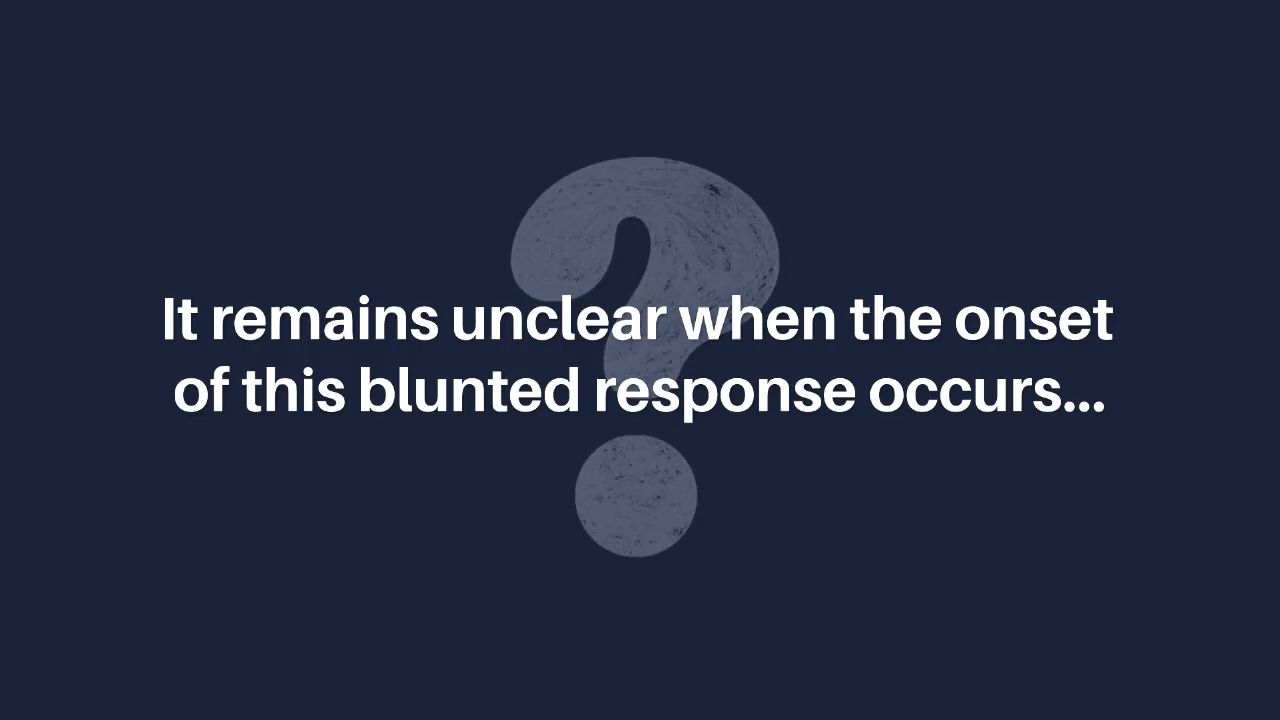 It remains unclear when the onset
of this blunted response occurs...